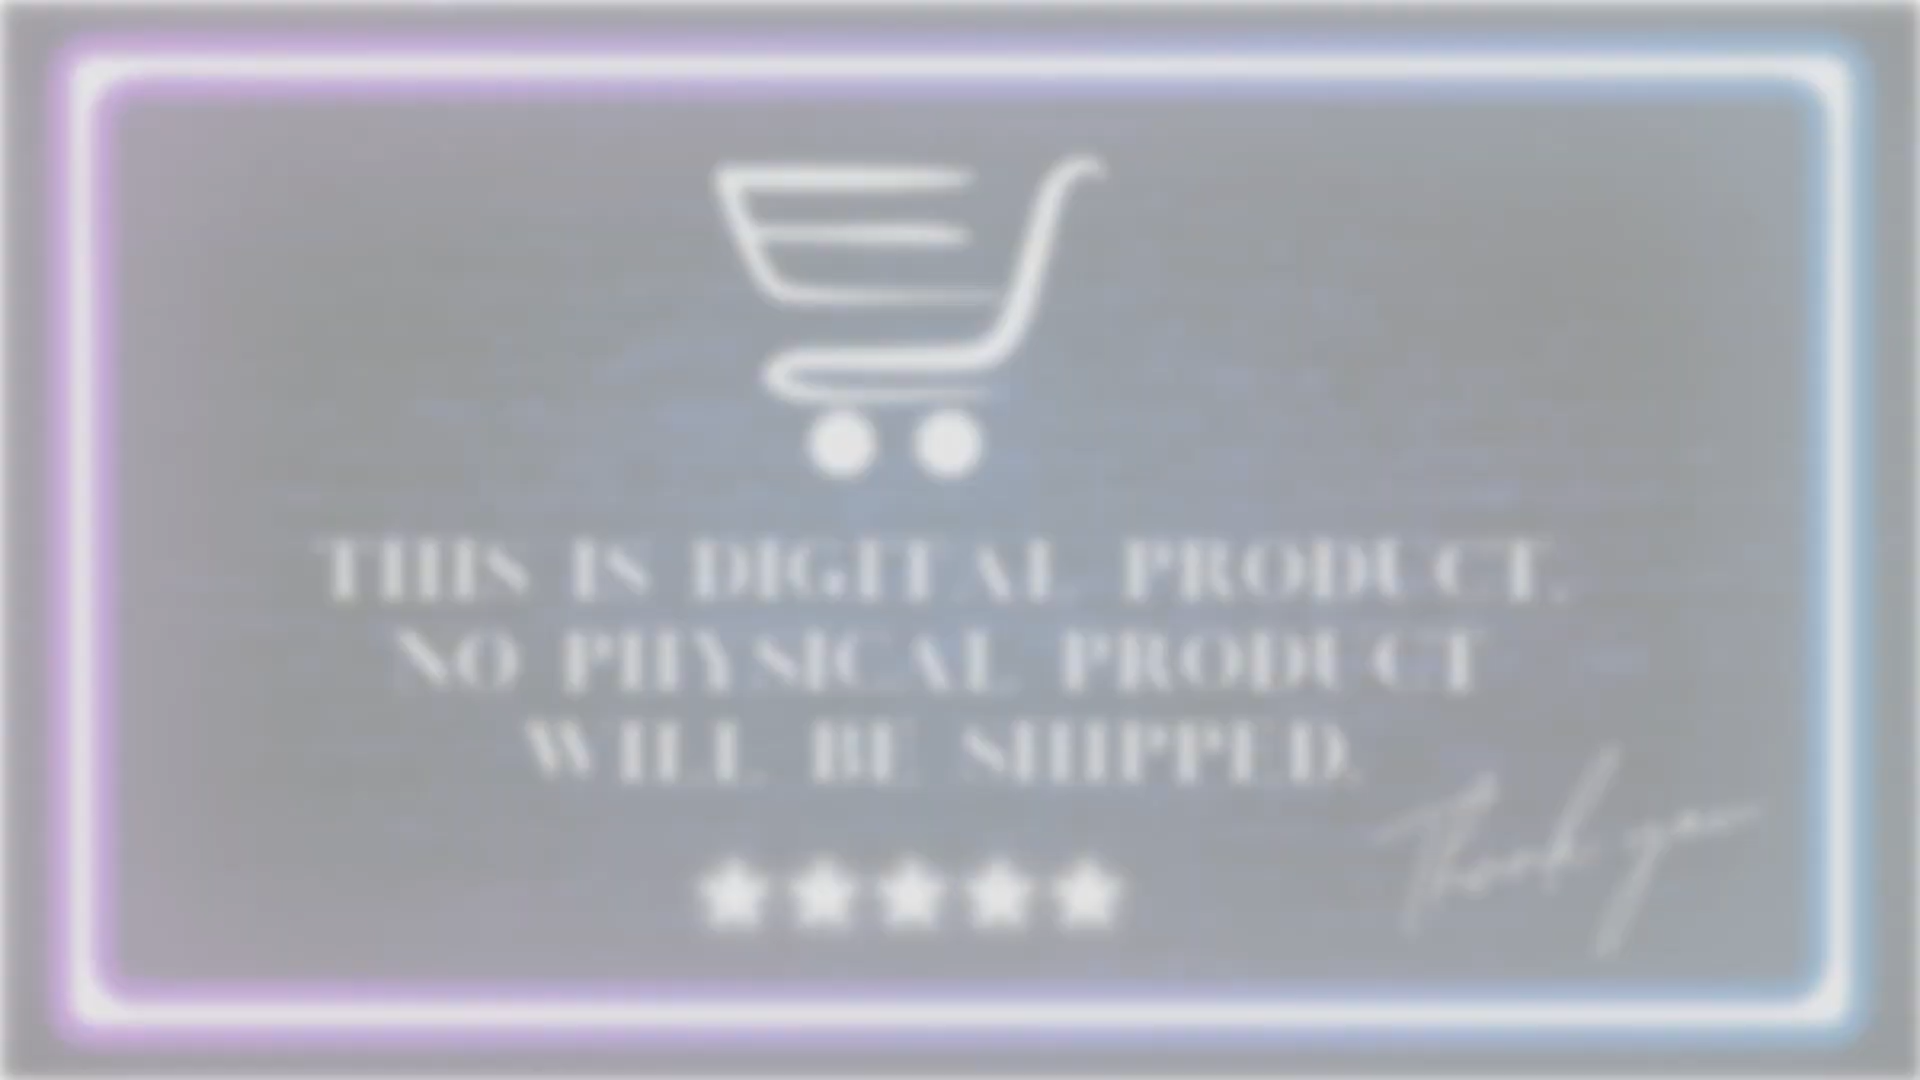 THIS IS DIGITAL PRODUCT.
NO PHYSICAL PRODUCT
WILL BE SHIPPED.
Thank you